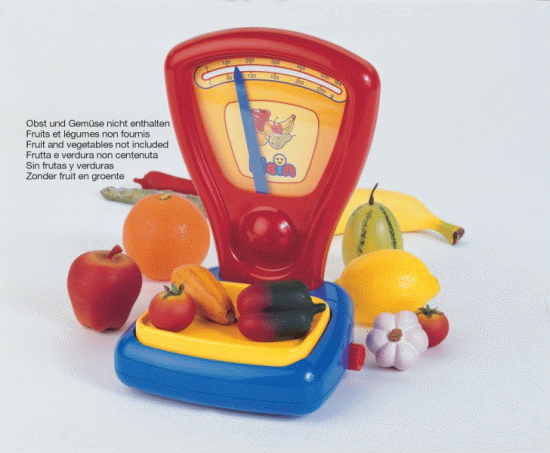 Obst und Gemüse nicht enthalten
Fruits et légumes non fournis
Fruit and vegetables not included
Frutta e verdura non centenuta
Sin frutas y verduras
Zonder fruit en groente
klein